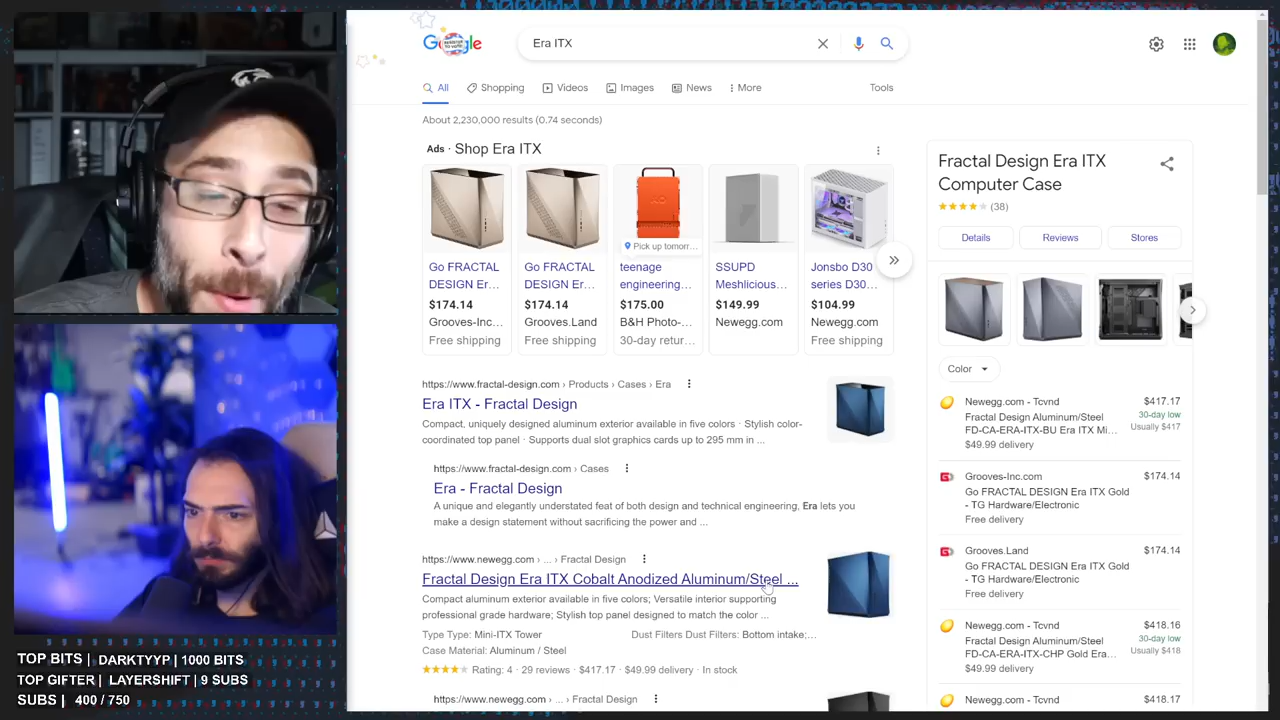 Google
Era ITX
All
Shopping
Videos
Images
News
More
Tools
About 2,230,000 results (0.74 seconds)
Ads · Shop Era ITX
Pick up tomorr…
Go FRACTAL
DESIGN Er…
$174.14
Grooves-Inc…
Free shipping
Go FRACTAL
DESIGN Er…
$174.14
Grooves.Land
Free shipping
teenage
engineering…
$175.00
B&H Photo-…
30-day retur…
SSUPD
Meshlicious…
$149.99
Newegg.com
Jonsbo D30
series D30…
$104.99
Newegg.com
Free shipping
https://www.fractal-design.com › Products › Cases › Era
Era ITX - Fractal Design
Compact, uniquely designed aluminum exterior available in five colors · Stylish color-
coordinated top panel · Supports dual slot graphics cards up to 295 mm in ...
https://www.fractal-design.com › Cases
Era - Fractal Design
A unique and elegantly understated feat of both design and technical engineering, Era lets you
make a design statement without sacrificing the power and ...
https://www.newegg.com › ... › Fractal Design
Fractal Design Era ITX Cobalt Anodized Aluminum/Steel ...
Compact aluminum exterior available in five colors; Versatile interior supporting
professional grade hardware; Stylish top panel designed to match the color ...
Type Type: Mini-ITX Tower
Dust Filters Dust Filters: Bottom intake;…
Case Material: Aluminum / Steel
Rating: 4 · 29 reviews · $417.17 · $49.99 delivery · In stock
https://www.newegg.com › ... › Fractal Design
Fractal Design Era ITX
Computer Case
(38)
Details
Reviews
Stores
Color
Newegg.com - Tcvnd
$417.17
Fractal Design Aluminum/Steel
30-day low
FD-CA-ERA-ITX-BU Era ITX Mi…
Usually $417
$49.99 delivery
Grooves-Inc.com
$174.14
Go FRACTAL DESIGN Era ITX Gold
- TG Hardware/Electronic
Free delivery
Grooves.Land
$174.14
Go FRACTAL DESIGN Era ITX Gold
- TG Hardware/Electronic
Free delivery
Newegg.com - Tcvnd
$418.16
Fractal Design Aluminum/Steel
30-day low
FD-CA-ERA-ITX-CHP Gold Era…
Usually $418
$49.99 delivery
Newegg.com - Tcvnd
$418.17
TOP BITS | DARKTYYP | 1000 BITS
TOP GIFTER | LAYERSHIFT | 9 SUBS
SUBS | 400 / 750